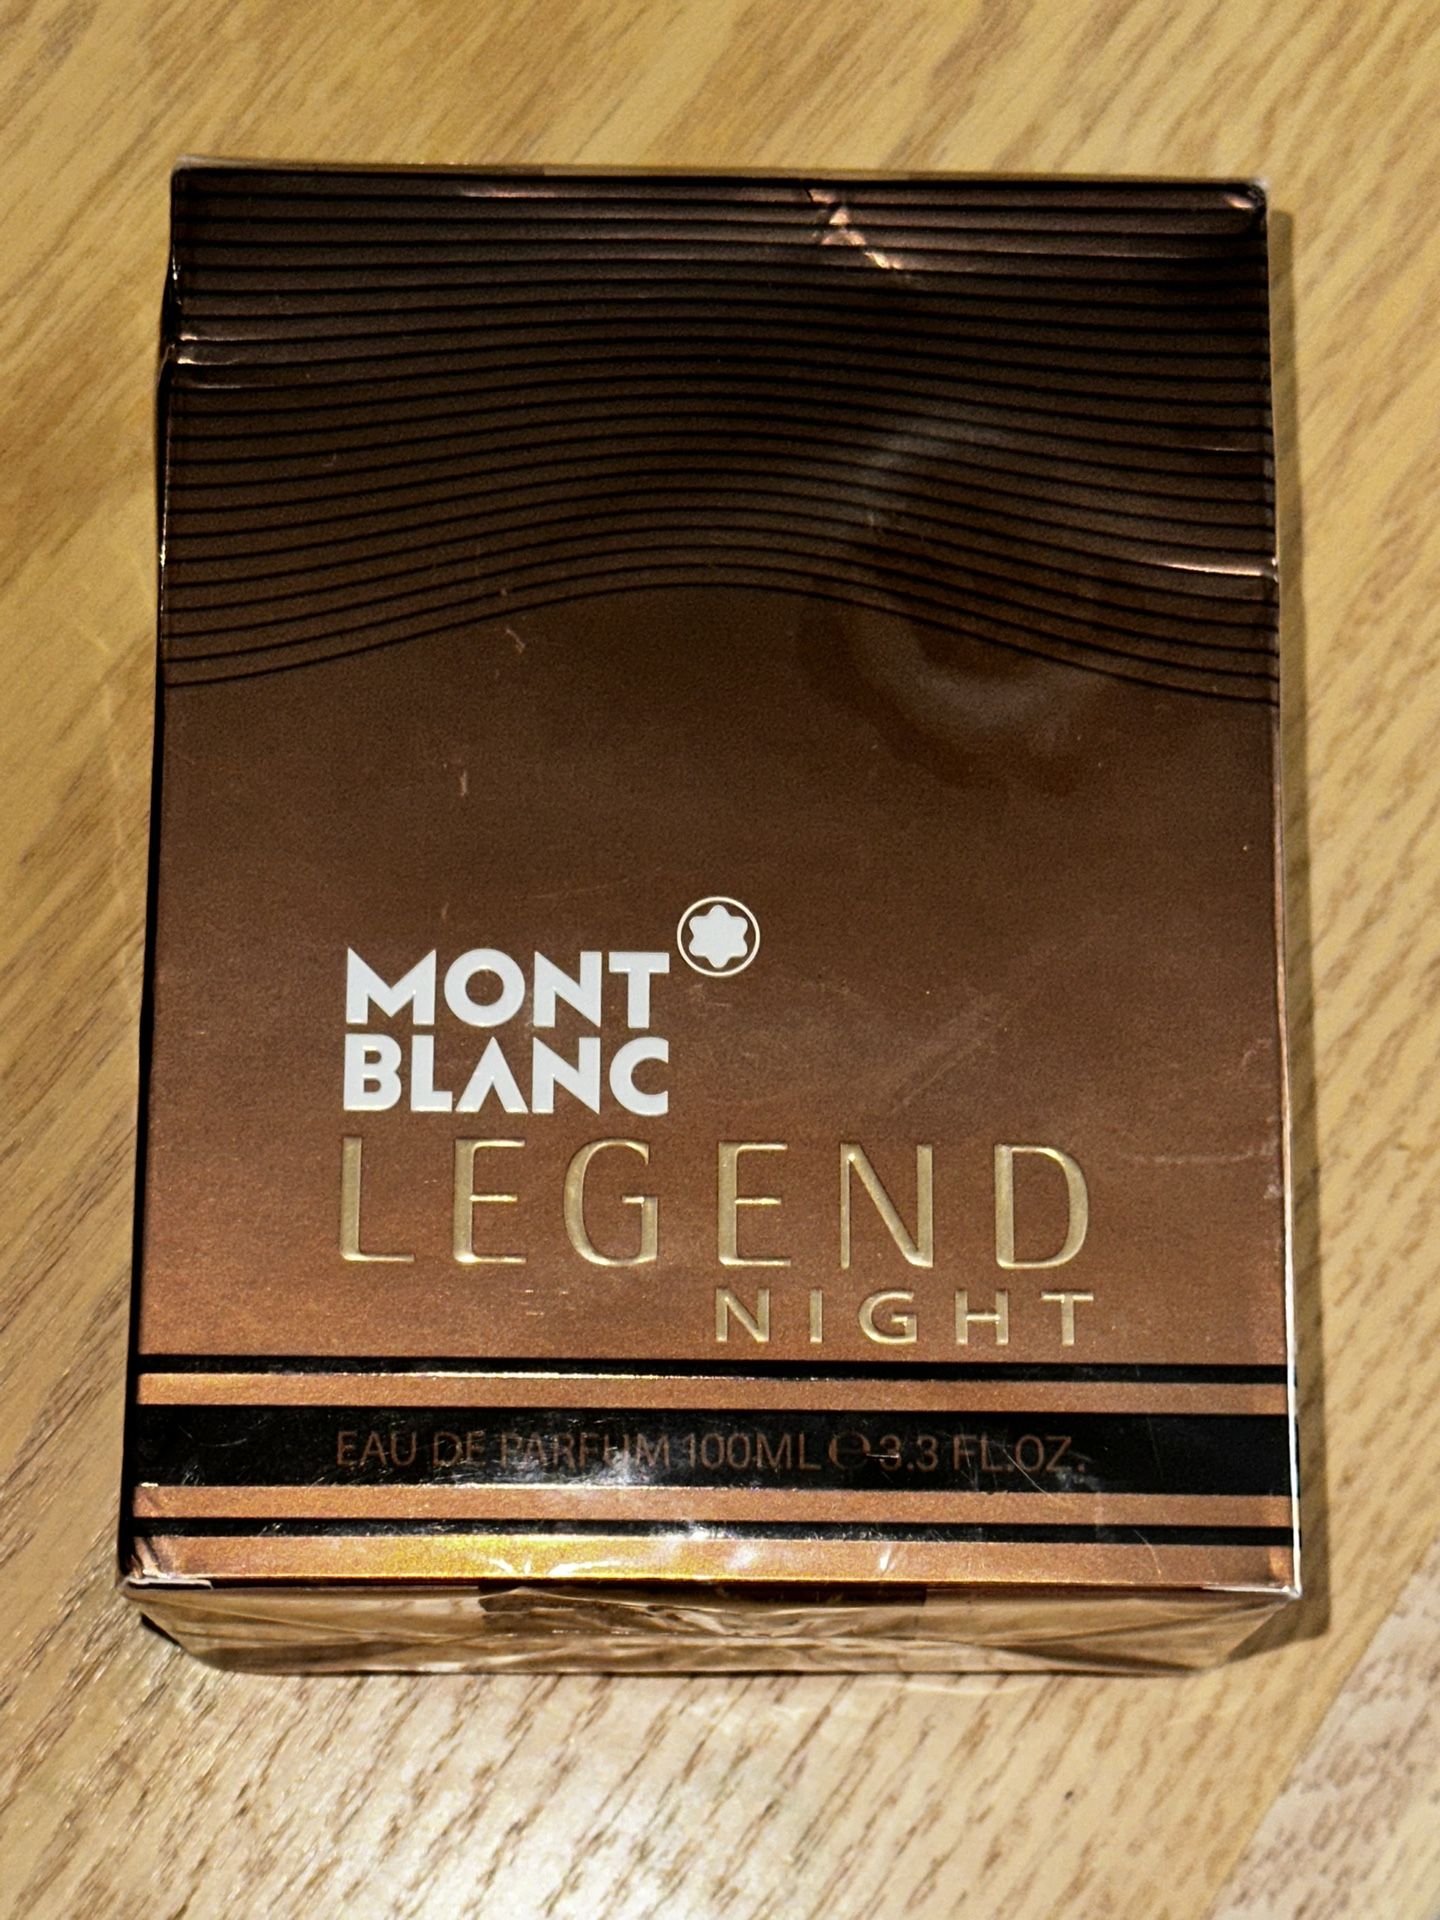 MONT
BLANC
LEGEND
NIGHT
EAU DE PARFUM 100ML ℮ 3.3 FL.OZ.